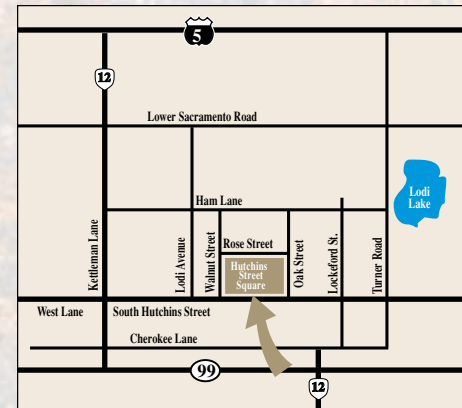 5
12
Lower Sacramento Road
Lodi
Lake
Ham Lane
Kettleman Lane
Lodi Avenue
Walnut Street
Rose Street
Oak Street
Lockeford St.
Turner Road
Hutchins
Street
Square
West Lane
South Hutchins Street
Cherokee Lane
99
12